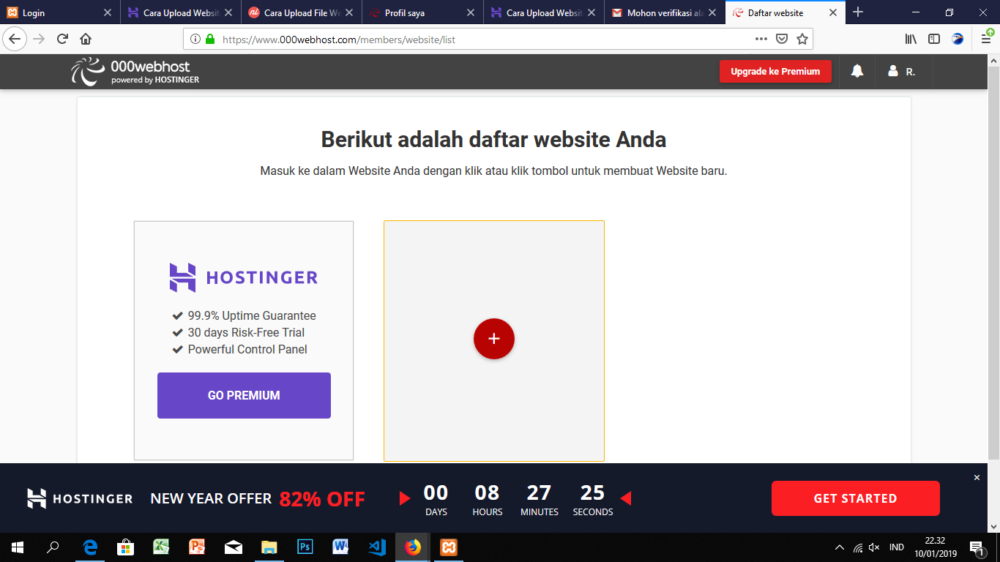 Login
Cara Upload Websit
Cara Upload File We
Profil saya
Cara Upload Websit
Mohon verifikasi ala
Daftar website
https://www.000webhost.com/members/website/list
000webhost
powered by HOSTINGER
Upgrade ke Premium
R.
Berikut adalah daftar website Anda
Masuk ke dalam Website Anda dengan klik atau klik tombol untuk membuat Website baru.
HOSTINGER
99.9% Uptime Guarantee
30 days Risk-Free Trial
Powerful Control Panel
GO PREMIUM
+
HOSTINGER
NEW YEAR OFFER 82% OFF
00 08 27 25
DAYS HOURS MINUTES SECONDS
GET STARTED
IND
22.32
10/01/2019
1